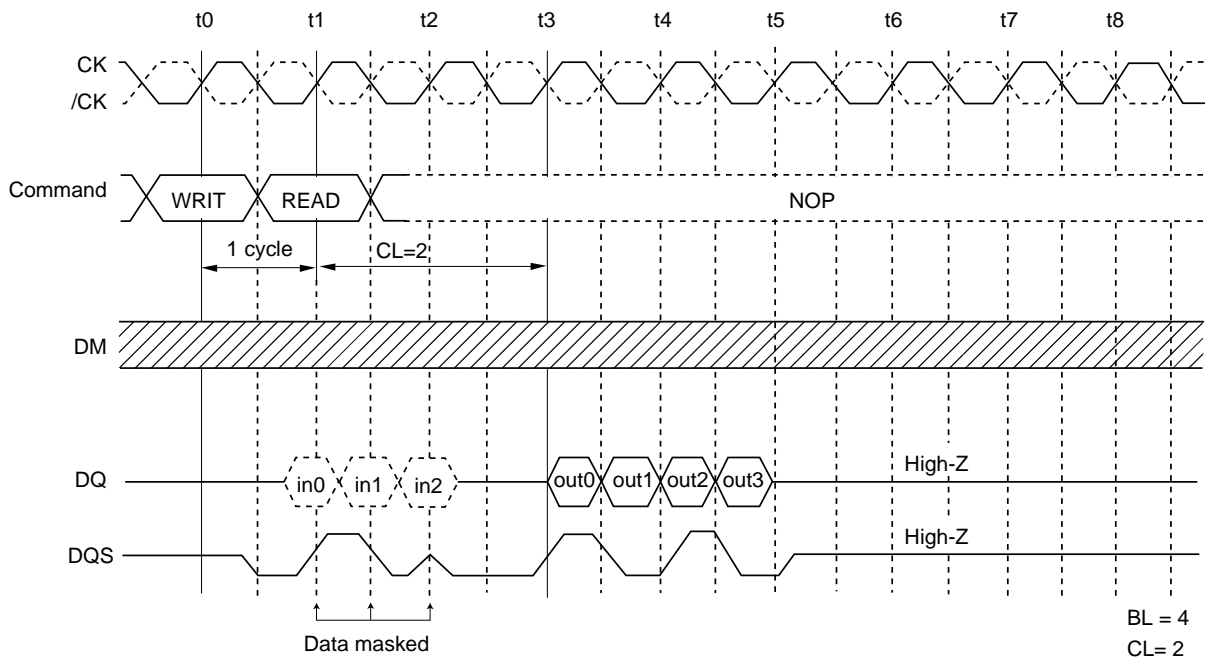 t0 t1 t2 t3 t4 t5 t6 t7 t8
CK
/CK
Command WRIT READ NOP
1 cycle CL=2
DM
DQ in0 in1 in2 out0 out1 out2 out3 High-Z
DQS High-Z
Data masked
BL = 4
CL= 2